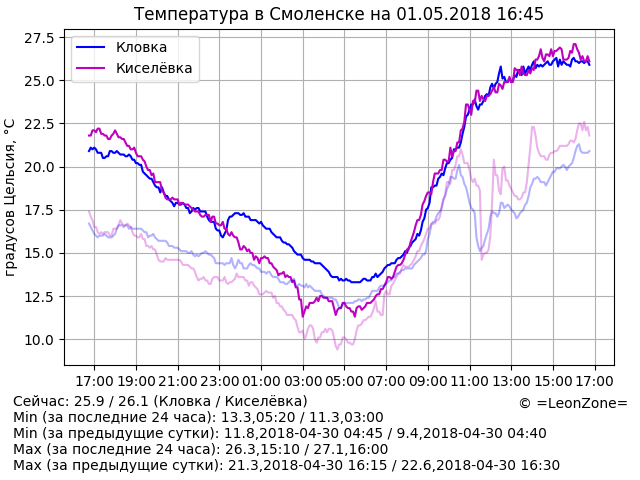 Температура в Смоленске на 01.05.2018 16:45
Кловка
Киселёвка
градусов Цельсия, °C
27.5
25.0
22.5
20.0
17.5
15.0
12.5
10.0
17:00 19:00 21:00 23:00 01:00 03:00 05:00 07:00 09:00 11:00 13:00 15:00 17:00
Сейчас: 25.9 / 26.1 (Кловка / Киселёвка)
© =LeonZone=
Min (за последние 24 часа): 13.3,05:20 / 11.3,03:00
Min (за предыдущие сутки): 11.8,2018-04-30 04:45 / 9.4,2018-04-30 04:40
Max (за последние 24 часа): 26.3,15:10 / 27.1,16:00
Max (за предыдущие сутки): 21.3,2018-04-30 16:15 / 22.6,2018-04-30 16:30